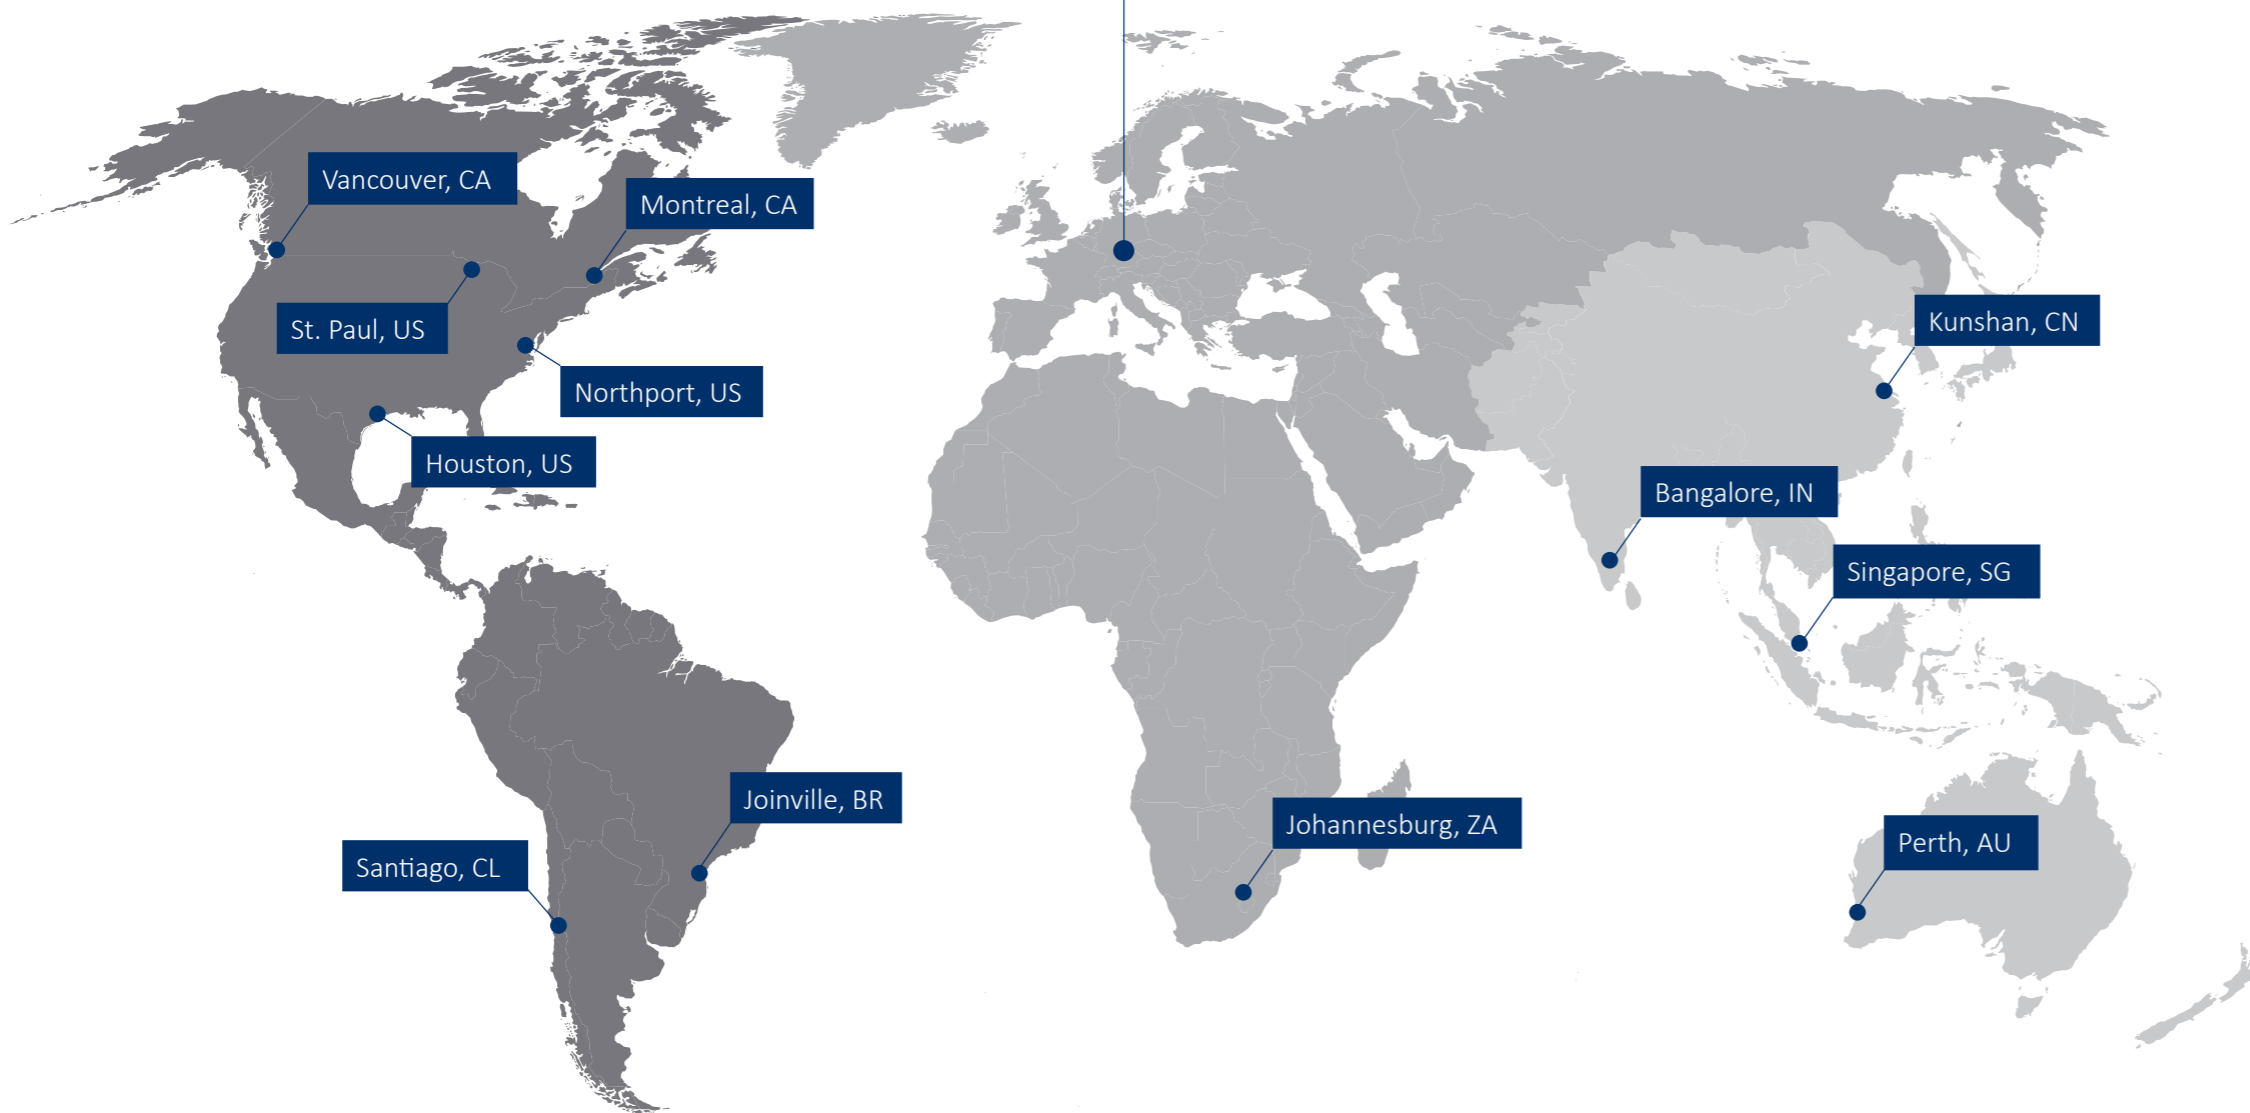 Vancouver, CA
Montreal, CA
St. Paul, US
Kunshan, CN
Northport, US
Houston, US
Bangalore, IN
Singapore, SG
Joinville, BR
Johannesburg, ZA
Perth, AU
Santiago, CL